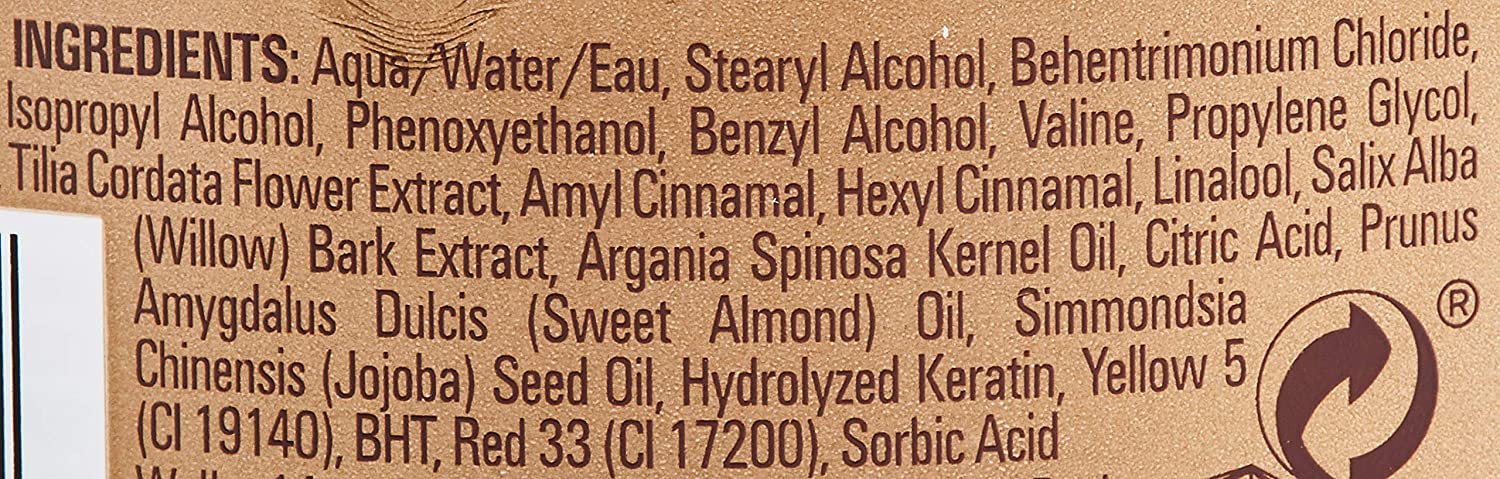 INGREDIENTS: Aqua/Water/Eau, Stearyl Alcohol, Behentrimonium Chloride,
Isopropyl Alcohol, Phenoxyethanol, Benzyl Alcohol, Valine, Propylene Glycol,
Tilia Cordata Flower Extract, Amyl Cinnamal, Hexyl Cinnamal, Linalool, Salix Alba
(Willow) Bark Extract, Argania Spinosa Kernel Oil, Citric Acid, Prunus
Amygdalus Dulcis (Sweet Almond) Oil, Simmondsia
Chinensis (Jojoba) Seed Oil, Hydrolyzed Keratin, Yellow 5
(CI 19140), BHT, Red 33 (CI 17200), Sorbic Acid
®